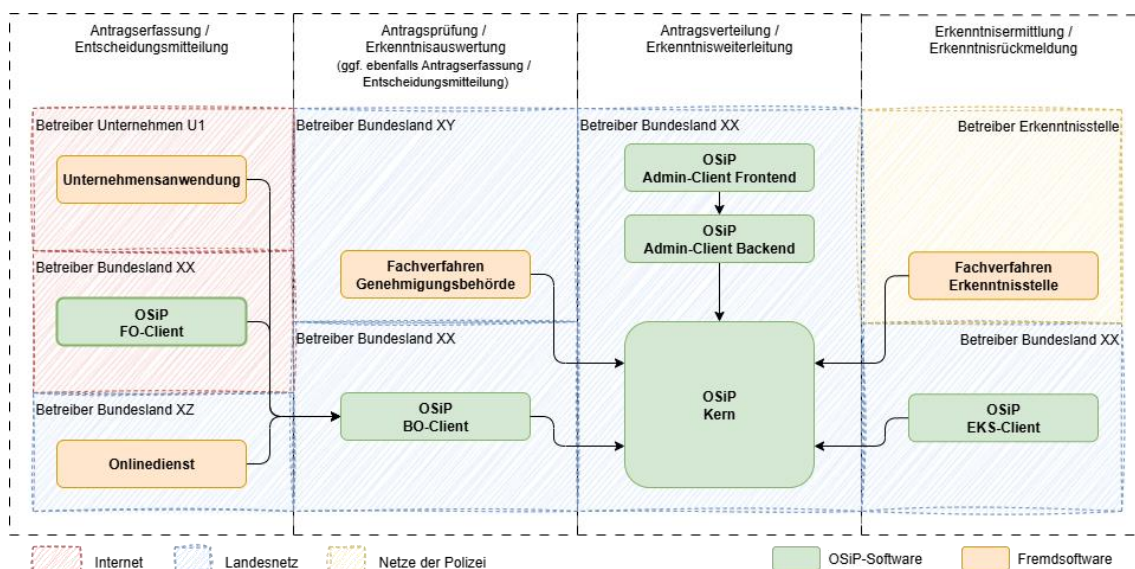 Antragserfassung /
Entscheidungsmitteilung
Antragsprüfung /
Erkenntnisauswertung
(ggf. ebenfalls Antragserfassung /
Entscheidungsmitteilung)
Antragsverteilung /
Erkenntnisweiterleitung
Erkenntnisermittlung /
Erkenntnisrückmeldung
Betreiber Unternehmen U1
Unternehmensanwendung
Betreiber Bundesland XX
OSiP
FO-Client
Betreiber Bundesland XZ
Onlinedienst
Betreiber Bundesland XY
Fachverfahren
Genehmigungsbehörde
Betreiber Bundesland XX
OSiP
BO-Client
Betreiber Bundesland XX
OSiP
Admin-Client Frontend
OSiP
Admin-Client Backend
OSiP
Kern
Betreiber Erkenntnisstelle
Fachverfahren
Erkenntnisstelle
Betreiber Bundesland XX
OSiP
EKS-Client
Internet
Landesnetz
Netze der Polizei
OSiP-Software
Fremdsoftware